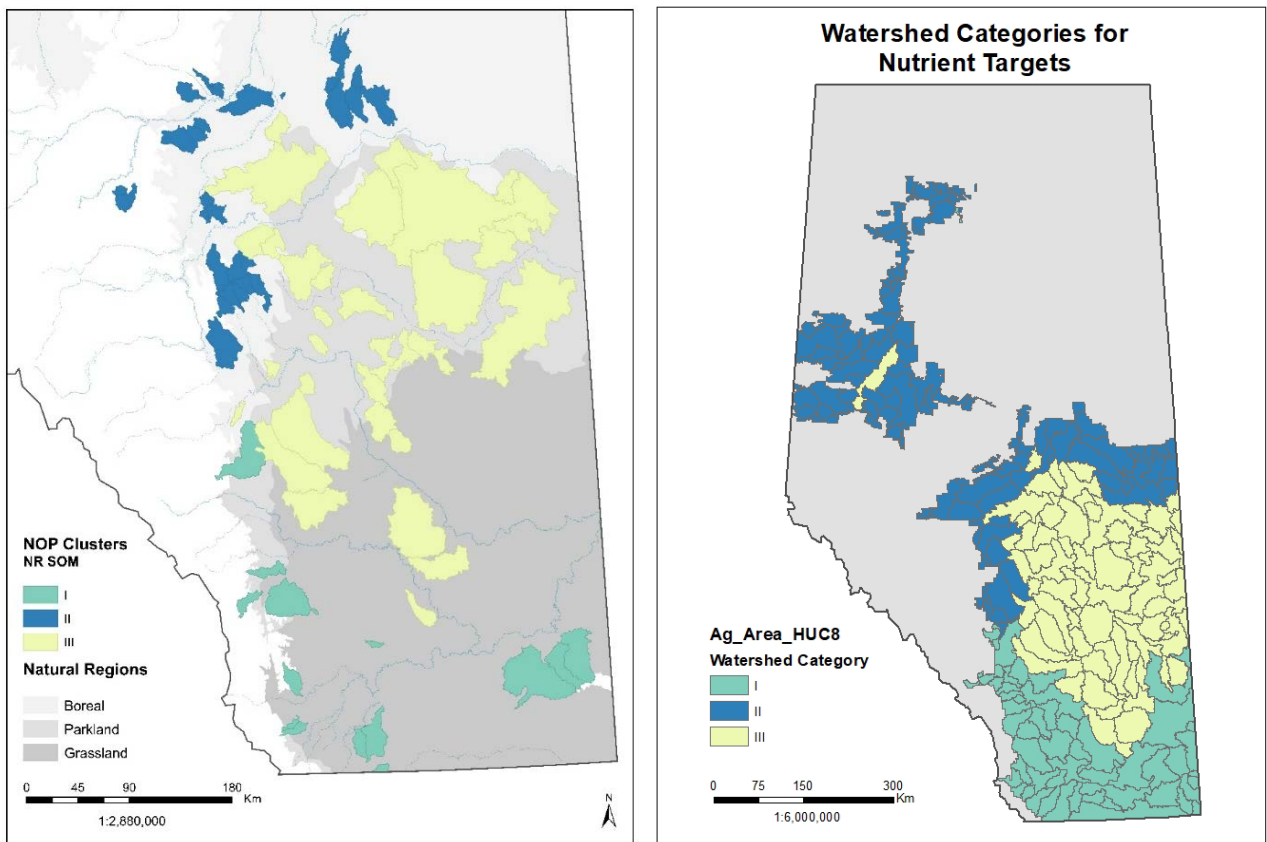 NOP Clusters
NR SOM
I
II
III
Natural Regions
Boreal
Parkland
Grassland
0 45 90 180
Km
1:2,880,000
N
Watershed Categories for
Nutrient Targets
Ag_Area_HUC8
Watershed Category
I
II
III
0 75 150 300
Km
1:6,000,000